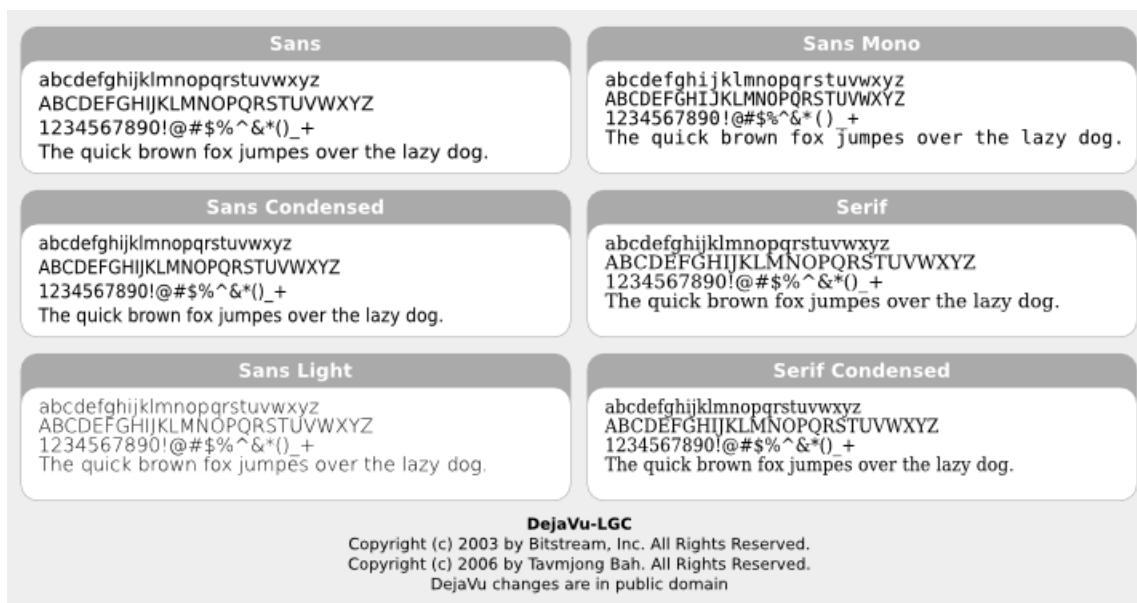 Sans
abcdefghijklmnopqrstuvwxyz
ABCDEFGHIJKLMNOPQRSTUVWXYZ
1234567890!@#$%^&*()_+
The quick brown fox jumpes over the lazy dog.
Sans Mono
abcdefghijklmnopqrstuvwxyz
ABCDEFGHIJKLMNOPQRSTUVWXYZ
1234567890!@#$%^&*()_+
The quick brown fox jumpes over the lazy dog.
Sans Condensed
abcdefghijklmnopqrstuvwxyz
ABCDEFGHIJKLMNOPQRSTUVWXYZ
1234567890!@#$%^&*()_+
The quick brown fox jumpes over the lazy dog.
Serif
abcdefghijklmnopqrstuvwxyz
ABCDEFGHIJKLMNOPQRSTUVWXYZ
1234567890!@#$%^&*()_+
The quick brown fox jumpes over the lazy dog.
Sans Light
abcdefghijklmnopqrstuvwxyz
ABCDEFGHIJKLMNOPQRSTUVWXYZ
1234567890!@#$%^&*()_+
The quick brown fox jumpes over the lazy dog.
Serif Condensed
abcdefghijklmnopqrstuvwxyz
ABCDEFGHIJKLMNOPQRSTUVWXYZ
1234567890!@#$%^&*()_+
The quick brown fox jumpes over the lazy dog.
DejaVu-LGC
Copyright (c) 2003 by Bitstream, Inc. All Rights Reserved.
Copyright (c) 2006 by Tavmjong Bah. All Rights Reserved.
DejaVu changes are in public domain